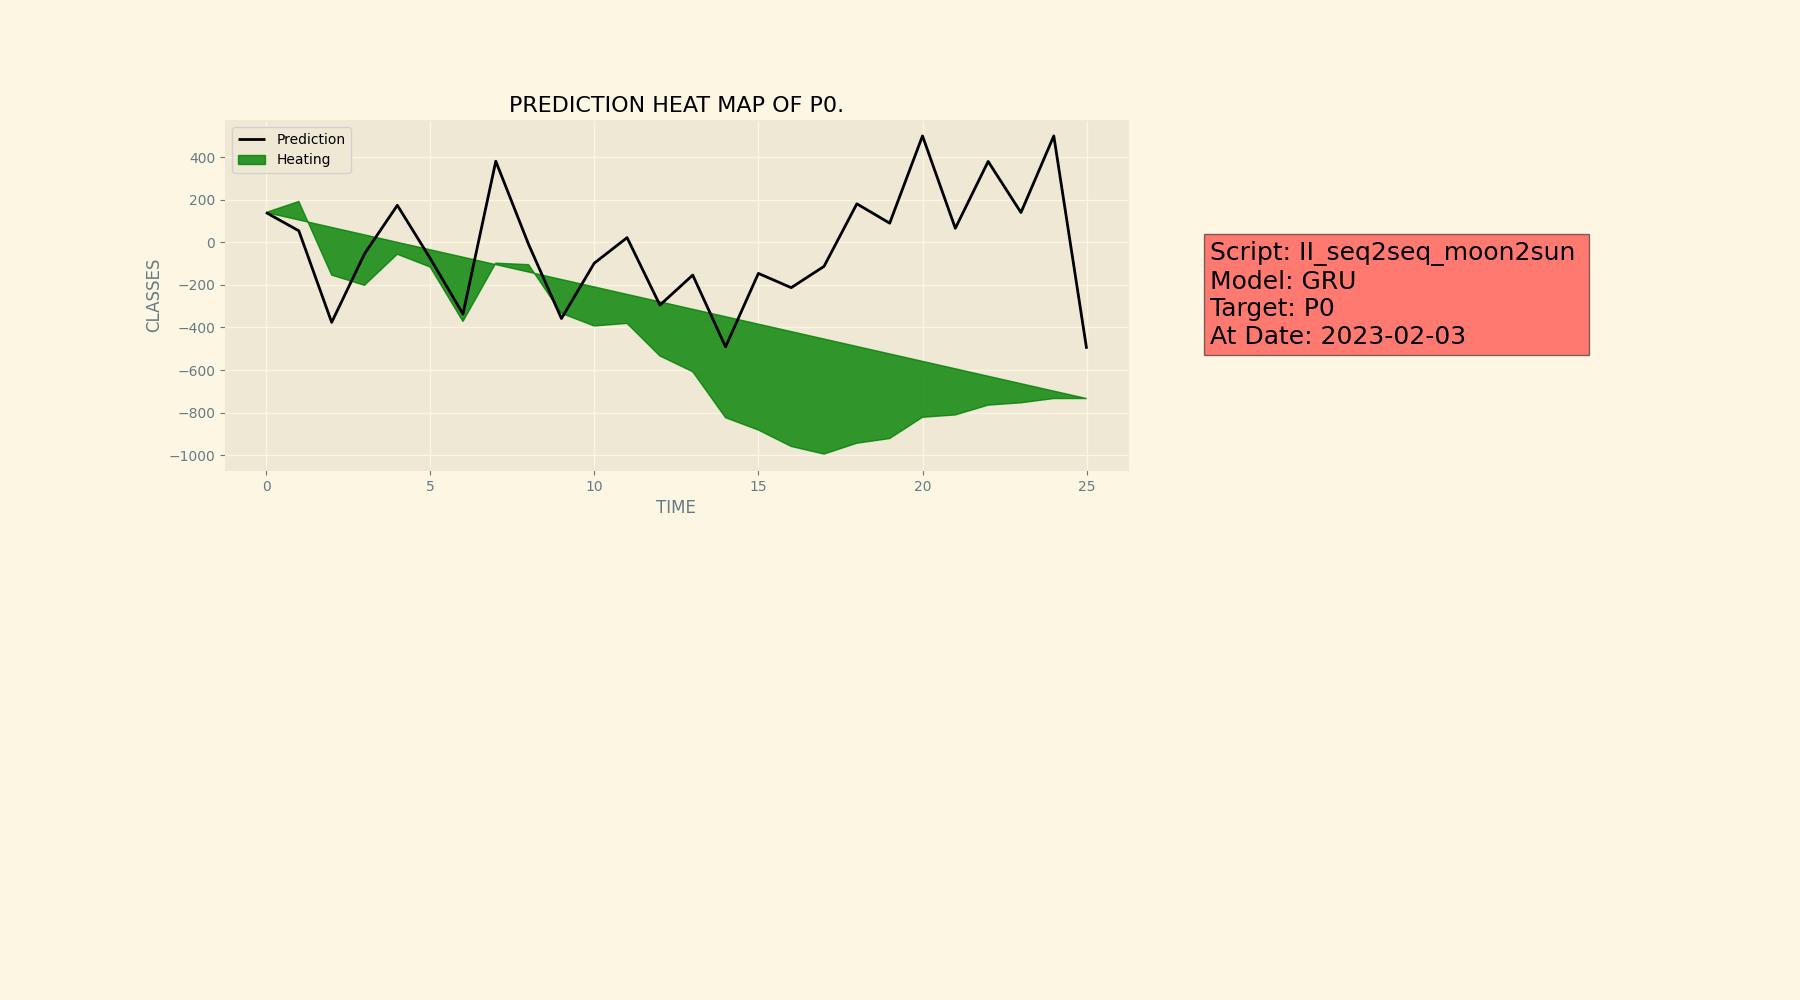 PREDICTION HEAT MAP OF P0.
Prediction
Heating
400
200
0
−200
−400
−600
−800
−1000
CLASSES
0 5 10 15 20 25
TIME
Script: II_seq2seq_moon2sun
Model: GRU
Target: P0
At Date: 2023-02-03